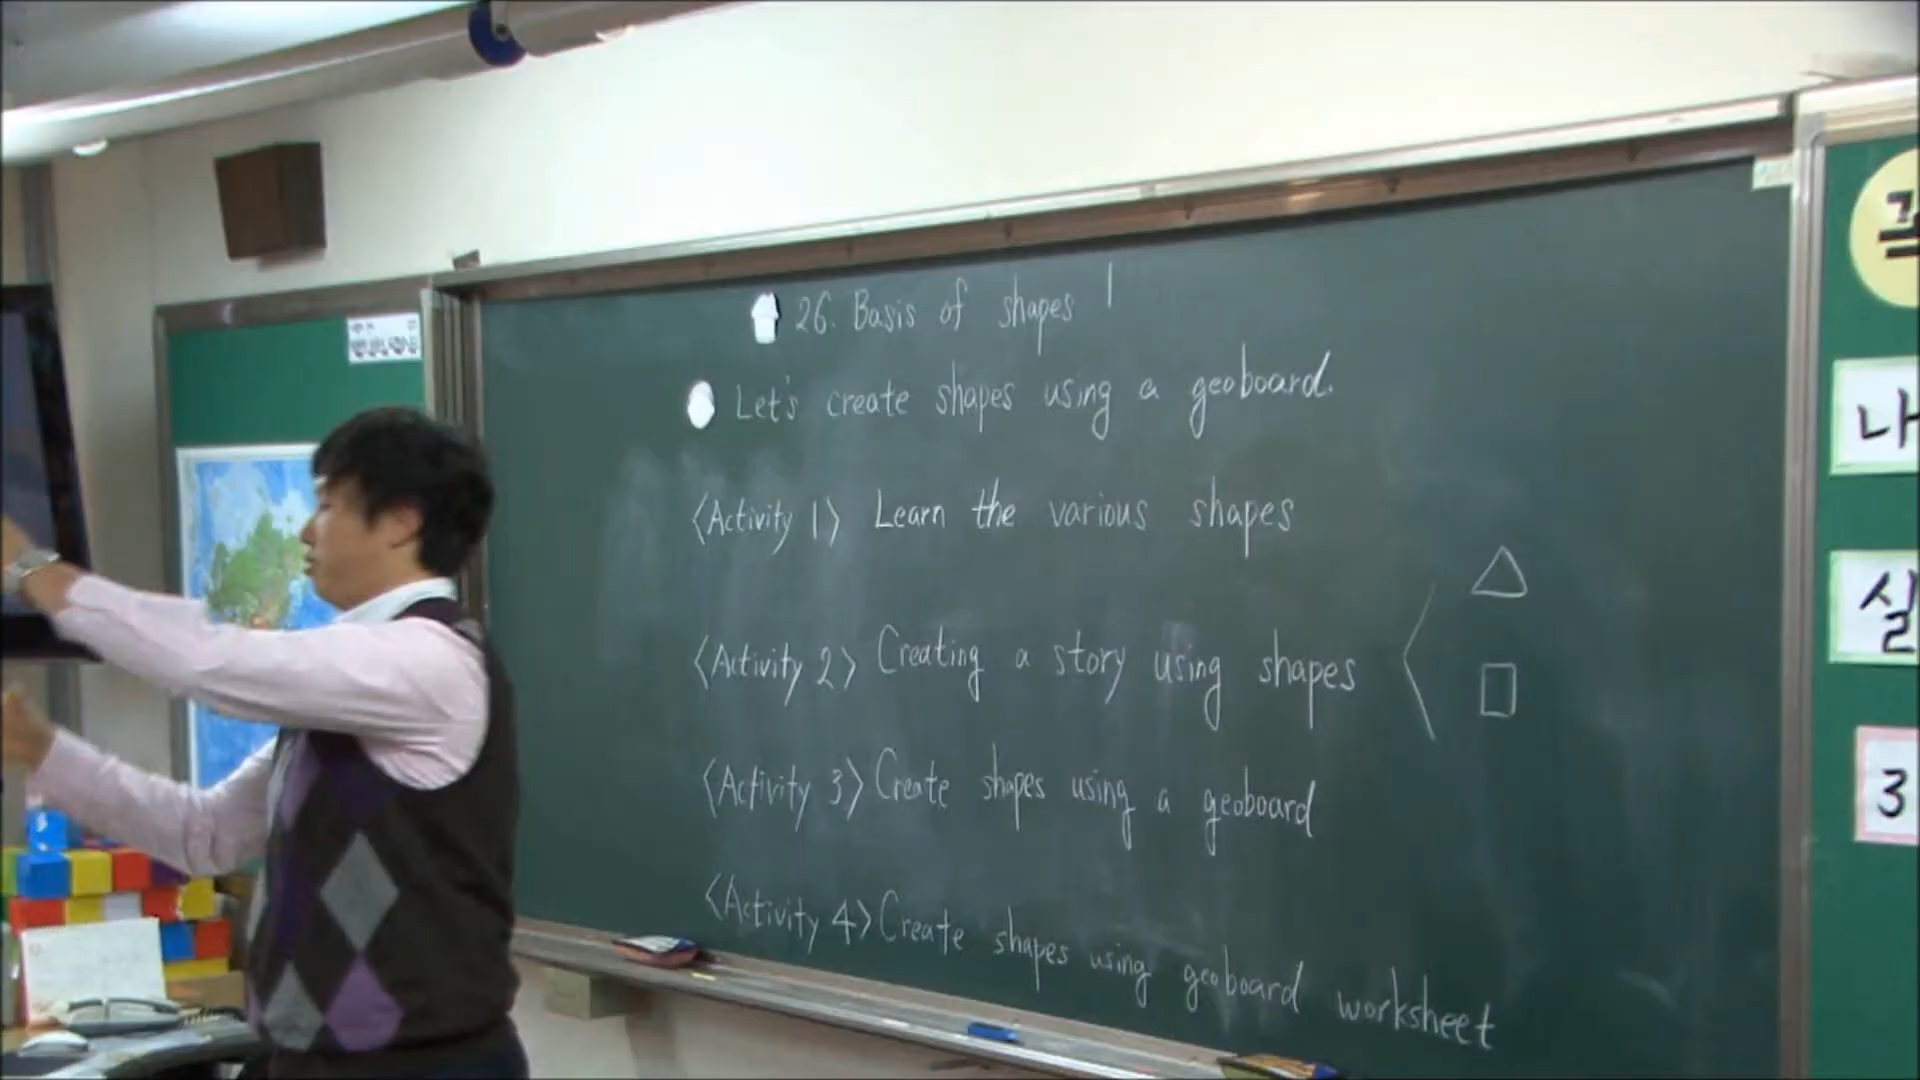 26. Basis of shapes 1
Let's create shapes using a geoboard.
<Activity 1> Learn the various shapes
<Activity 2> Creating a story using shapes
<Activity 3> Create shapes using a geoboard
<Activity 4> Create shapes using geoboard worksheet
내
실
3